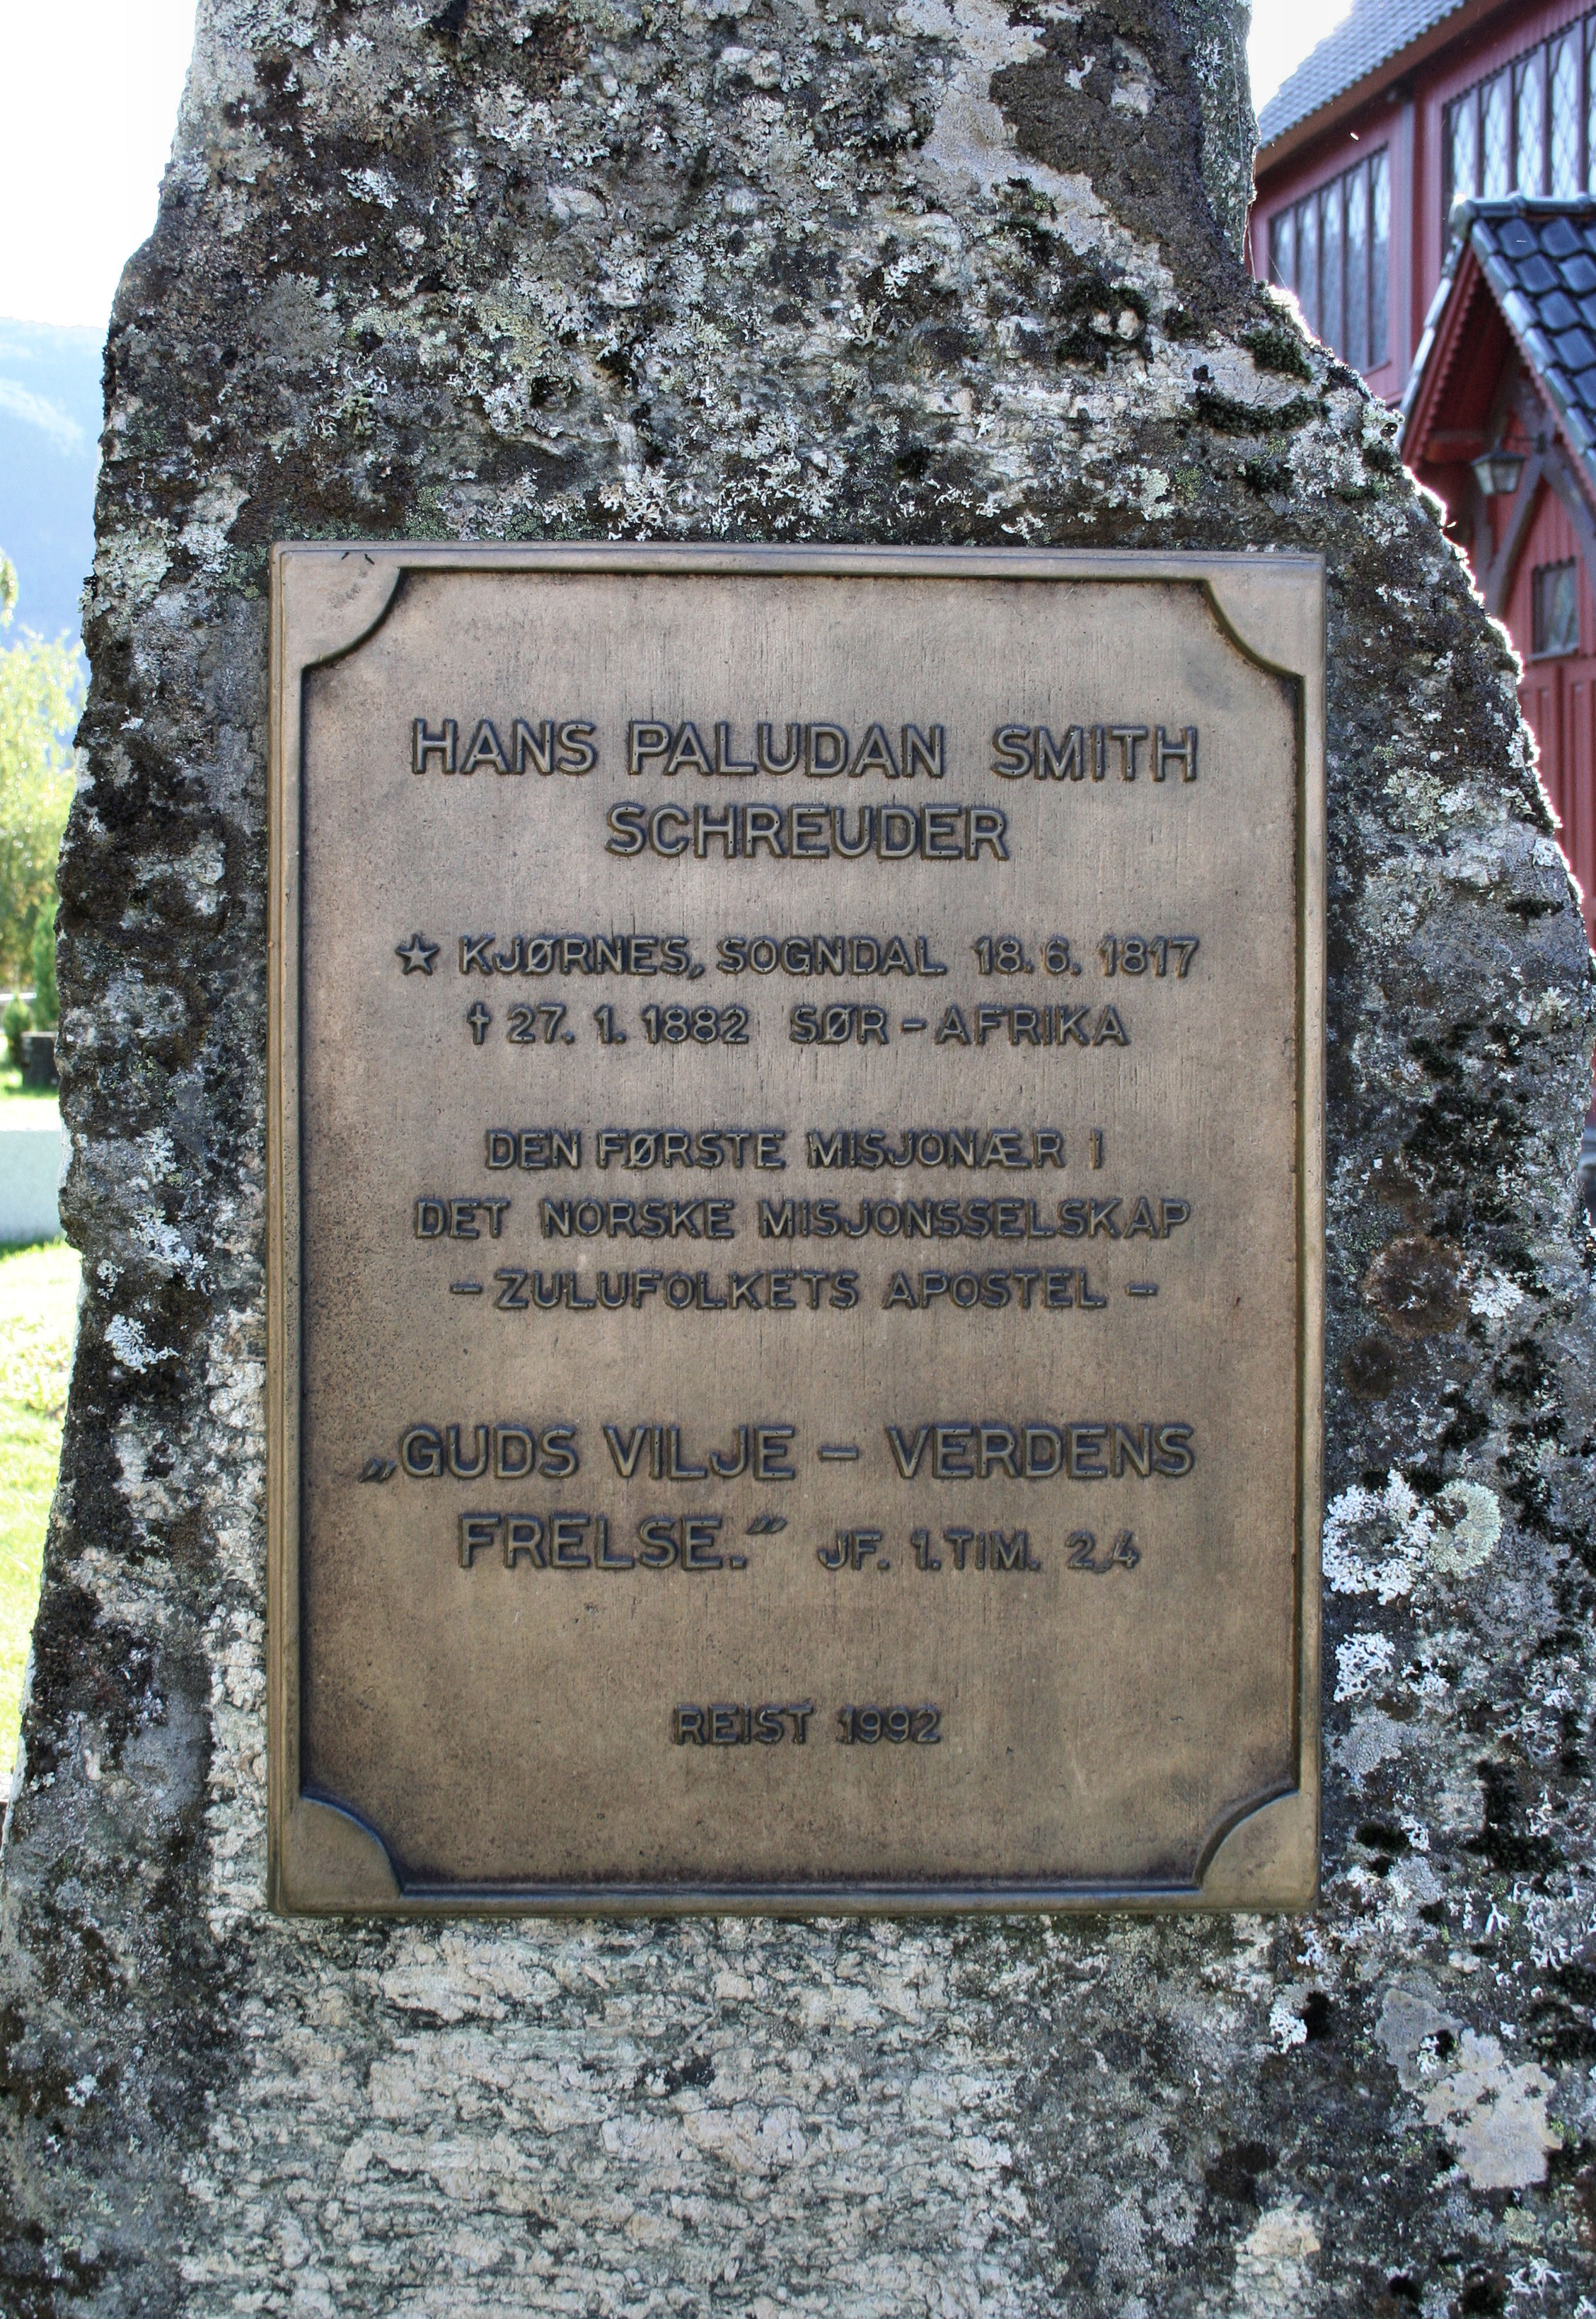 HANS PALUDAN SMITH
SCHREUDER
★ KJØRNES, SOGNDAL 18. 6. 1817
† 27. 1. 1882 SØR - AFRIKA
DEN FØRSTE MISJONÆR I
DET NORSKE MISJONSSELSKAP
- ZULUFOLKETS APOSTEL -
„GUDS VILJE - VERDENS
FRELSE.” JF. 1.TIM. 2,4
REIST 1992